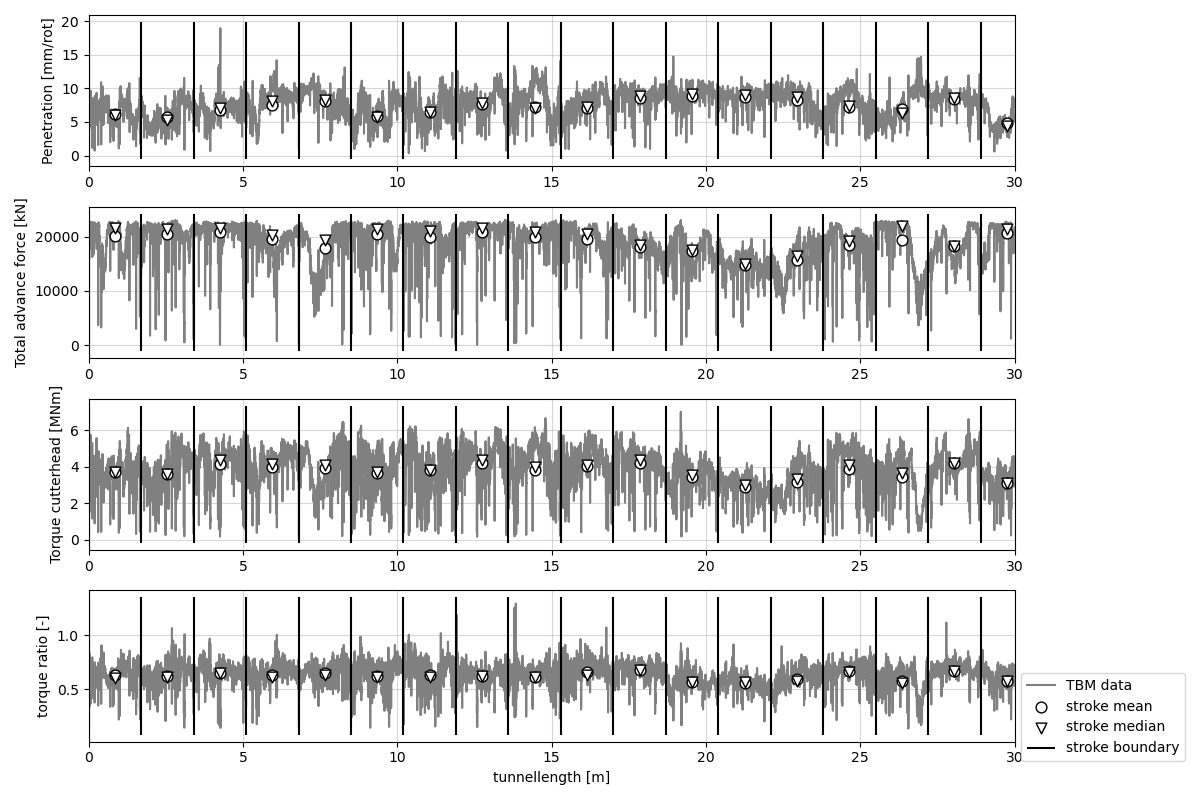 Penetration [mm/rot]
20
15
10
5
0
0 5 10 15 20 25 30
Total advance force [kN]
20000
10000
0
0 5 10 15 20 25 30
Torque cutterhead [MNm]
6
4
2
0
0 5 10 15 20 25 30
torque ratio [-]
1.0
0.5
0 5 10 15 20 25 30
tunnellength [m]
TBM data
stroke mean
stroke median
stroke boundary